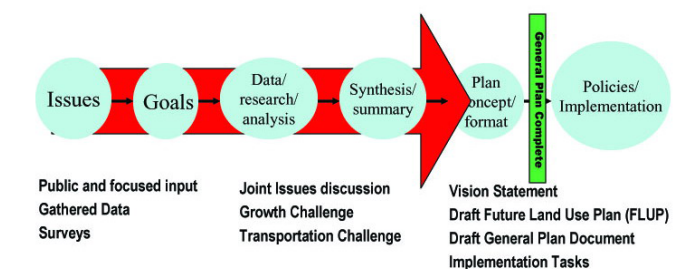 Issues
Goals
Data/
research/
analysis
Synthesis/
summary
Plan
concept/
format
General Plan Complete
Policies/
Implementation
Public and focused input
Gathered Data
Surveys
Joint Issues discussion
Growth Challenge
Transportation Challenge
Vision Statement
Draft Future Land Use Plan (FLUP)
Draft General Plan Document
Implementation Tasks